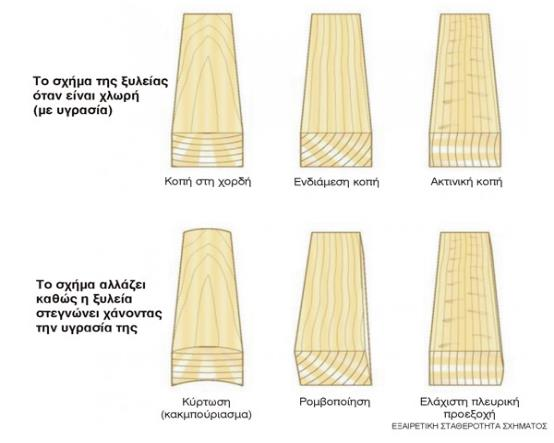 Το σχήμα της ξυλείας
όταν είναι χλωρή
(με υγρασία)
Κοπή στη χορδή
Ενδιάμεση κοπή
Ακτινική κοπή
Το σχήμα αλλάζει
καθώς η ξυλεία
στεγνώνει χάνοντας
την υγρασία της
Κύρτωση
(κακμπούριασμα)
Ρομβοποίηση
Ελάχιστη πλευρική
προεξοχή
ΕΞΑΙΡΕΤΙΚΗ ΣΤΑΘΕΡΟΤΗΤΑ ΣΧΗΜΑΤΟΣ